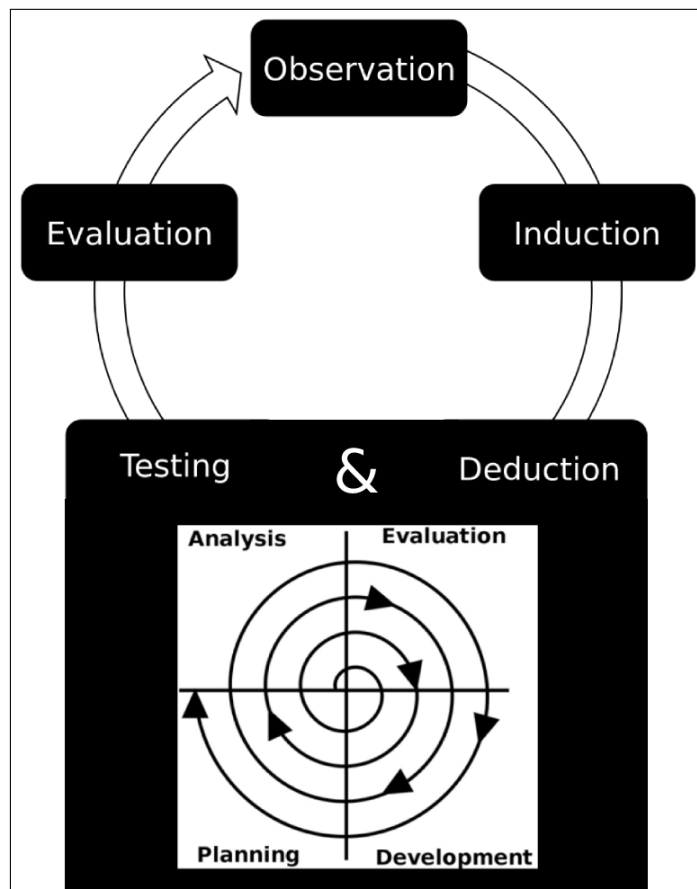 Observation
Evaluation
Induction
Testing & Deduction
Analysis
Evaluation
Planning
Development